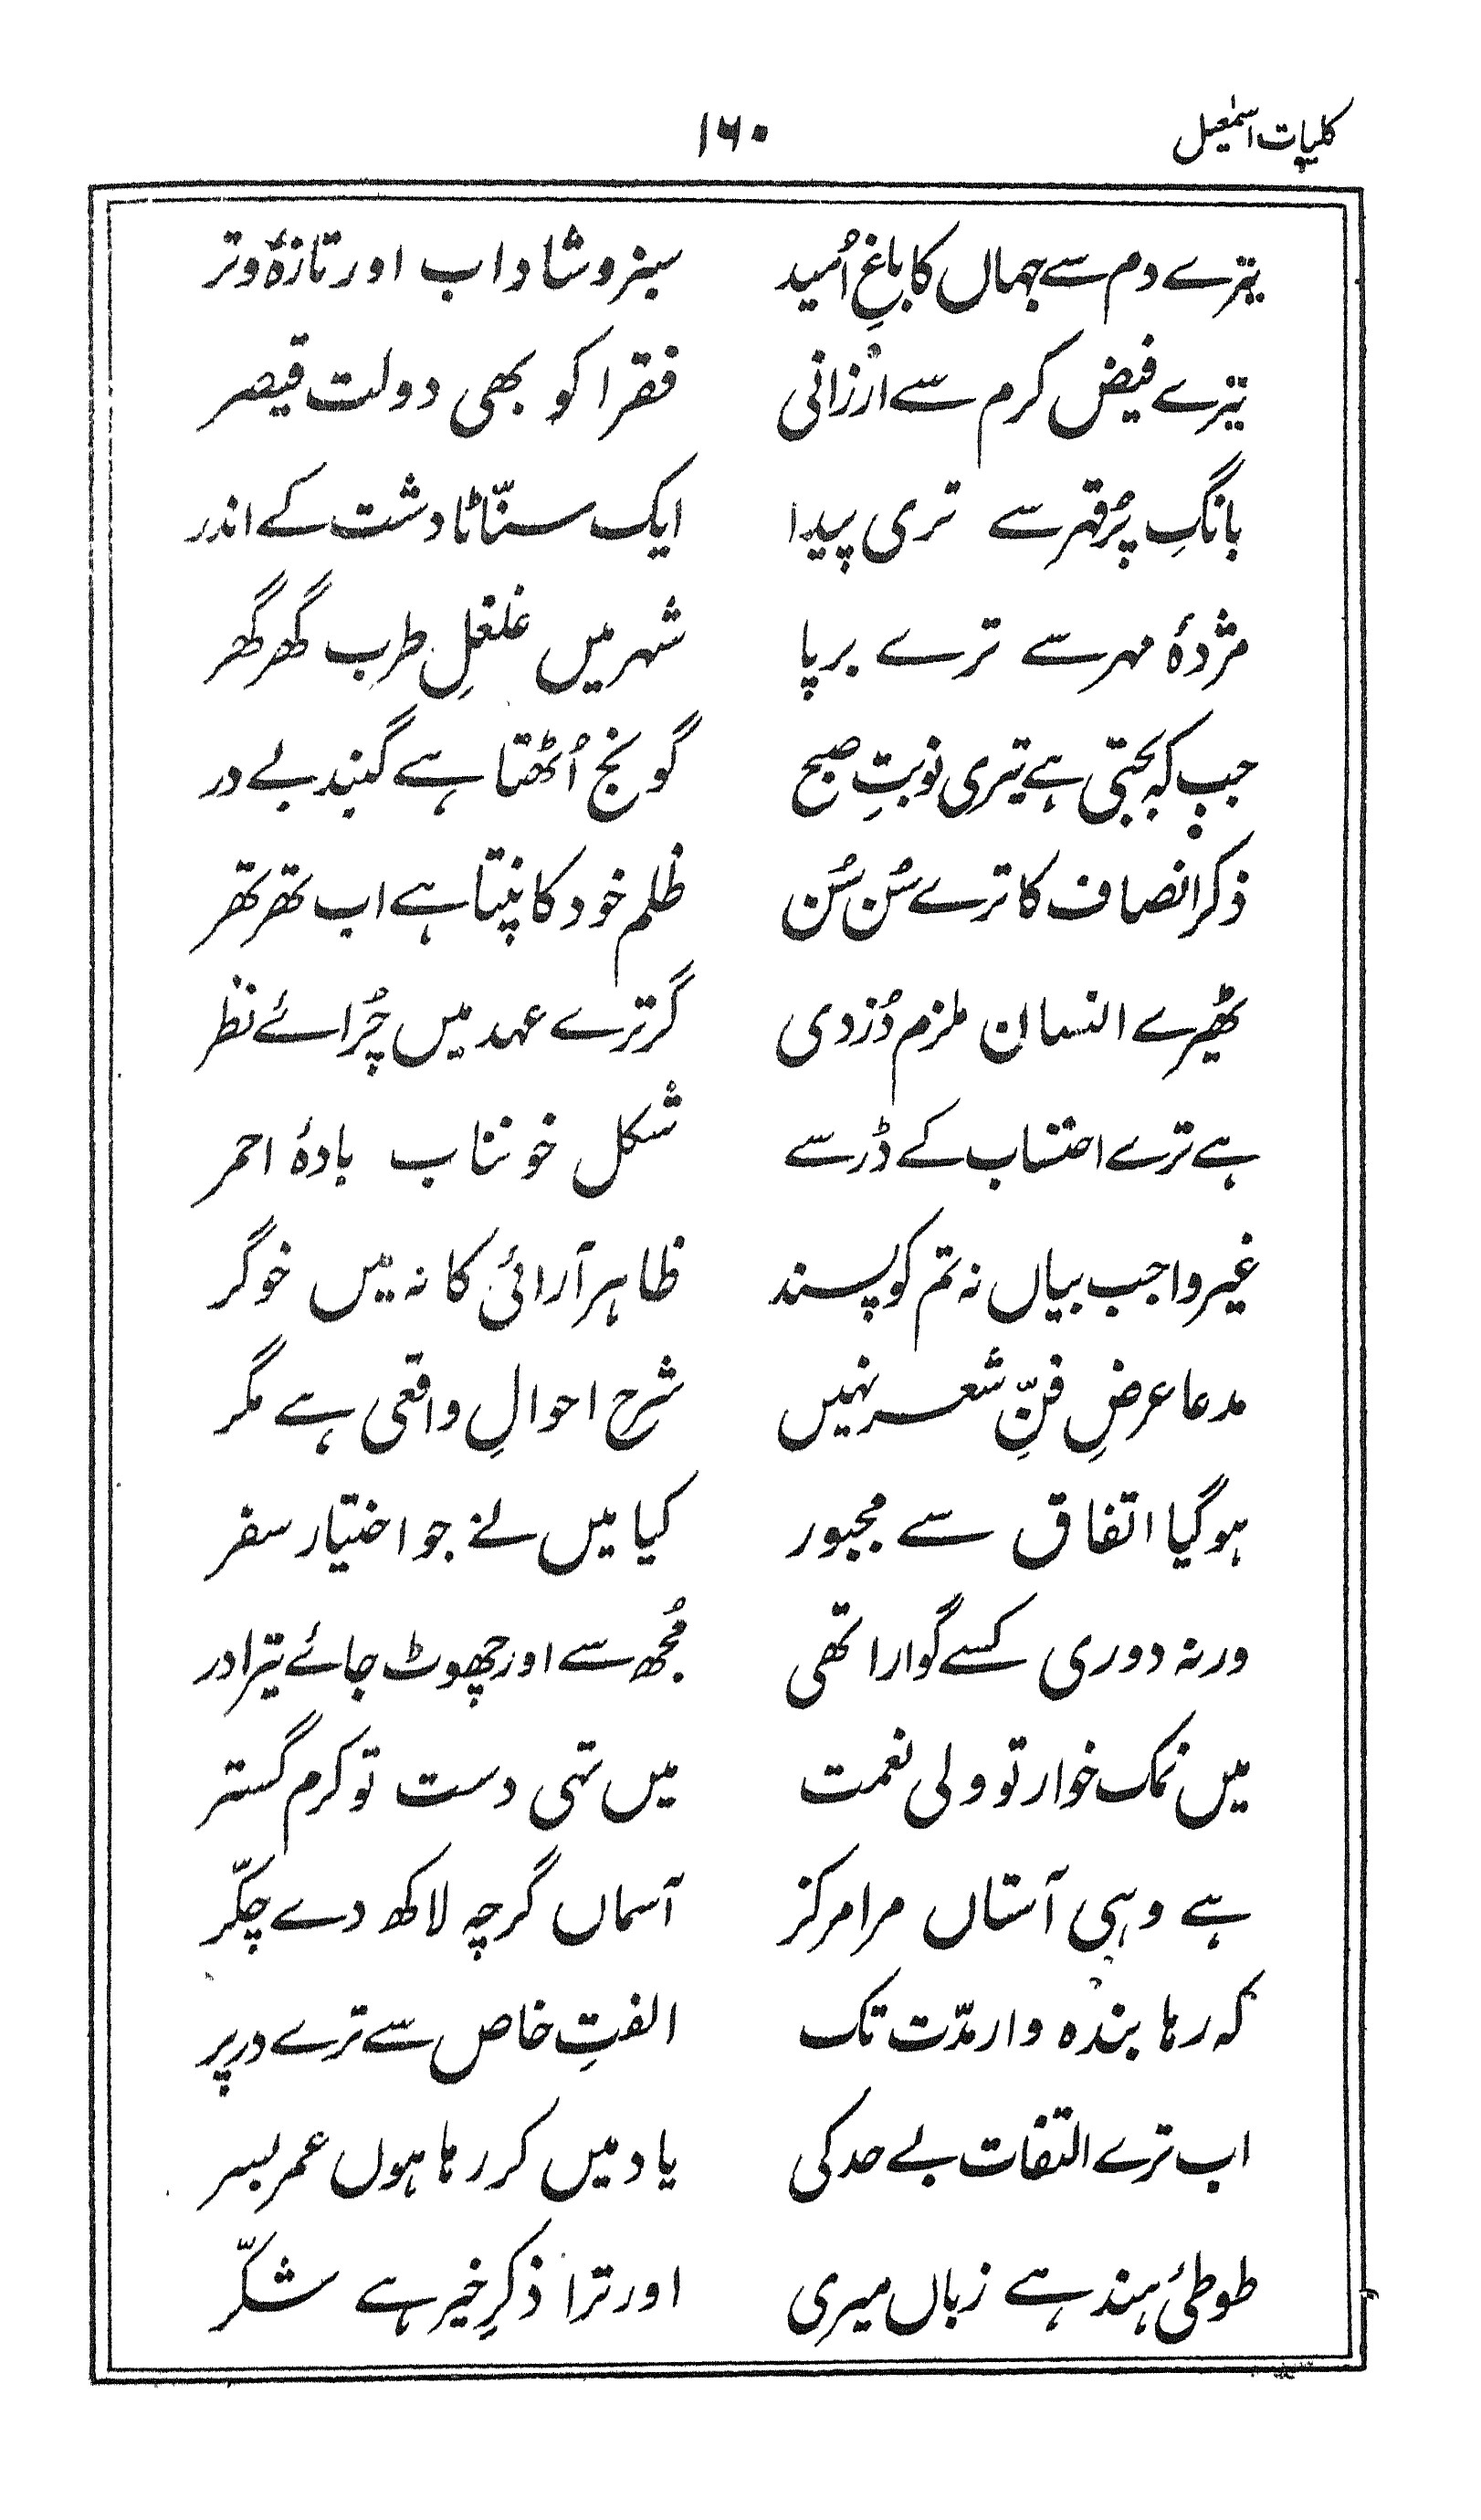 کلیات اسمٰعیل ۱۶۰
تیرے دم سے جہاں کا باغِ اُمید سبز و شاداب اور تازہ و تر
تیرے فیض کرم سے ارزانی فقرا کو بھی دولت قیصر
بانگِ پُر قہر سے تری پیدا ایک سنّاٹا دشت کے اندر
مژدۂ مہر سے ترے برپا شہر میں غلغلِ طرب گھر گھر
جب کہ بجتی ہے تیری نوبتِ صبح گونج اُٹھتا ہے گنبد بے در
ذکر انصاف کا ترے سُن سُن ظلم خود کانپتا ہے اب تھر تھر
ٹھیرے انسان ملزم دُزدی گر ترے عہد میں چُرائے نظر
ہے ترے احتساب کے ڈر سے شکل خونناب بادۂ احمر
غیر واجب بیاں نہ تم کو پسند ظاہر آرائی کا نہ میں خوگر
مدعا عرضِ فنِّ شعر نہیں شرح احوالِ واقعی ہے مگر
ہو گیا اتفاق سے مجبور کیا میں نے جو اختیار سفر
ورنہ دوری کسے گوارا تھی مُجھ سے اور چھوٹ جائے تیرا در
میں نمک خوار تو ولی نعمت میں تہی دست تو کرم گستر
ہے وہی آستاں مرا مرکز آسماں گرچہ لاکھ دے چکّر
کہ رہا بندہ وار مدّت تک الفتِ خاص سے ترے در پر
اب ترے التفات بے حد کی یاد میں کر رہا ہوں عمر بسر
طوطیٔ ہند ہے زباں میری اور ترا ذکرِ خیر ہے شکّر